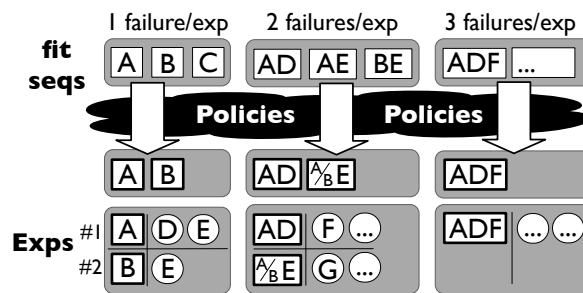 1 failure/exp 2 failures/exp 3 failures/exp
fit seqs A B C AD AE BE ADF ...
Policies Policies
A B AD A/B E ADF
Exps #1 A D E AD F ... ADF ... ...
#2 B E A/B E G ...